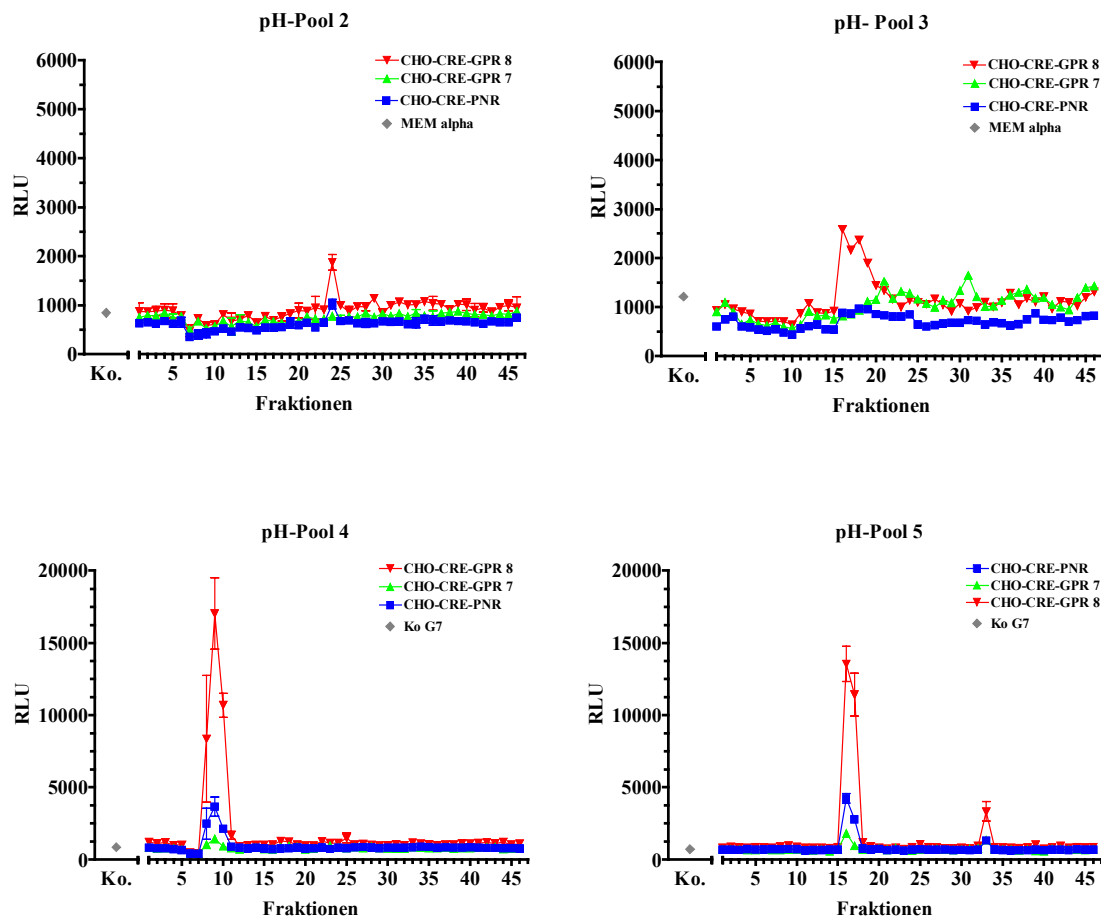 pH-Pool 2
6000
5000
4000
3000
2000
1000
0
RLU
CHO-CRE-GPR 8
CHO-CRE-GPR 7
CHO-CRE-PNR
MEM alpha
Ko. 5 10 15 20 25 30 35 40 45
Fraktionen
pH- Pool 3
6000
5000
4000
3000
2000
1000
0
RLU
CHO-CRE-GPR 8
CHO-CRE-GPR 7
CHO-CRE-PNR
MEM alpha
Ko. 5 10 15 20 25 30 35 40 45
Fraktionen
pH-Pool 4
20000
15000
10000
5000
0
RLU
CHO-CRE-GPR 8
CHO-CRE-GPR 7
CHO-CRE-PNR
Ko G7
Ko. 5 10 15 20 25 30 35 40 45
Fraktionen
pH-Pool 5
20000
15000
10000
5000
0
RLU
CHO-CRE-PNR
CHO-CRE-GPR 7
CHO-CRE-GPR 8
Ko G7
Ko. 5 10 15 20 25 30 35 40 45
Fraktionen